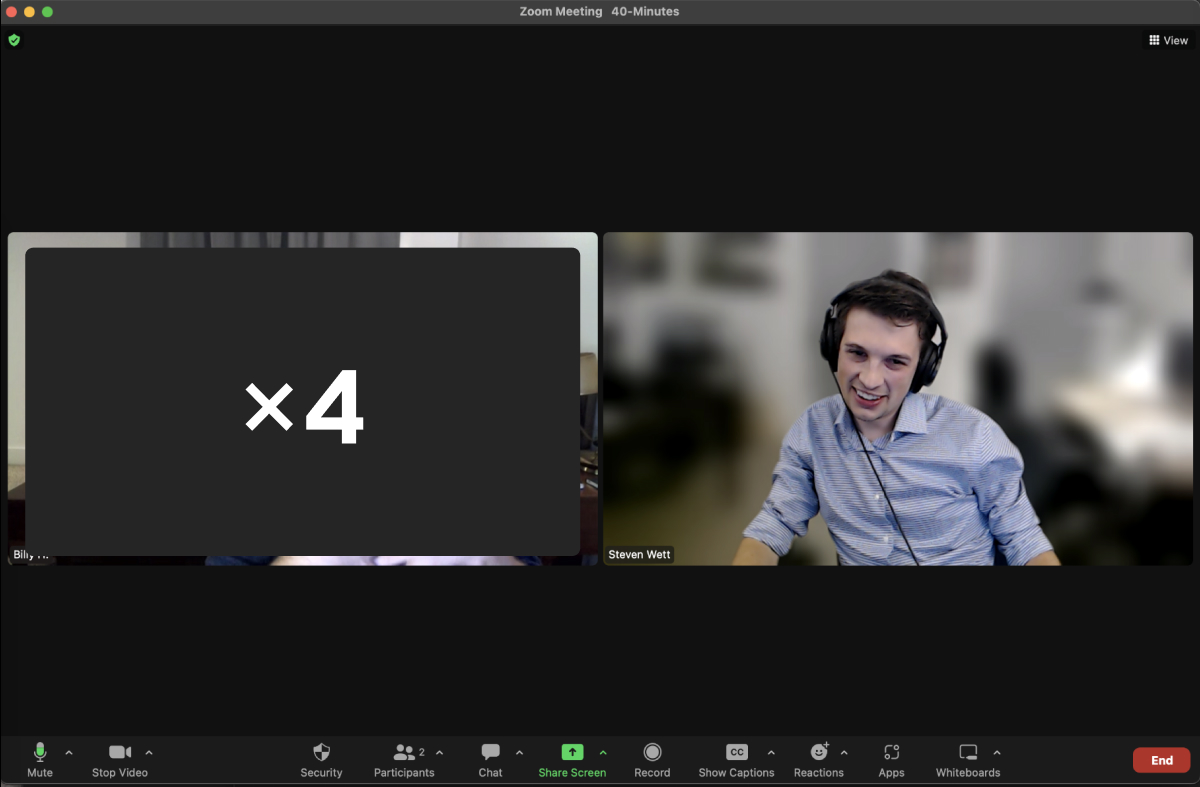 Zoom Meeting 40-Minutes
View
×4
Steven Wett
2
Mute
Stop Video
Security
Participants
Chat
Share Screen
Record
CC
Show Captions
Reactions
Apps
Whiteboards
End